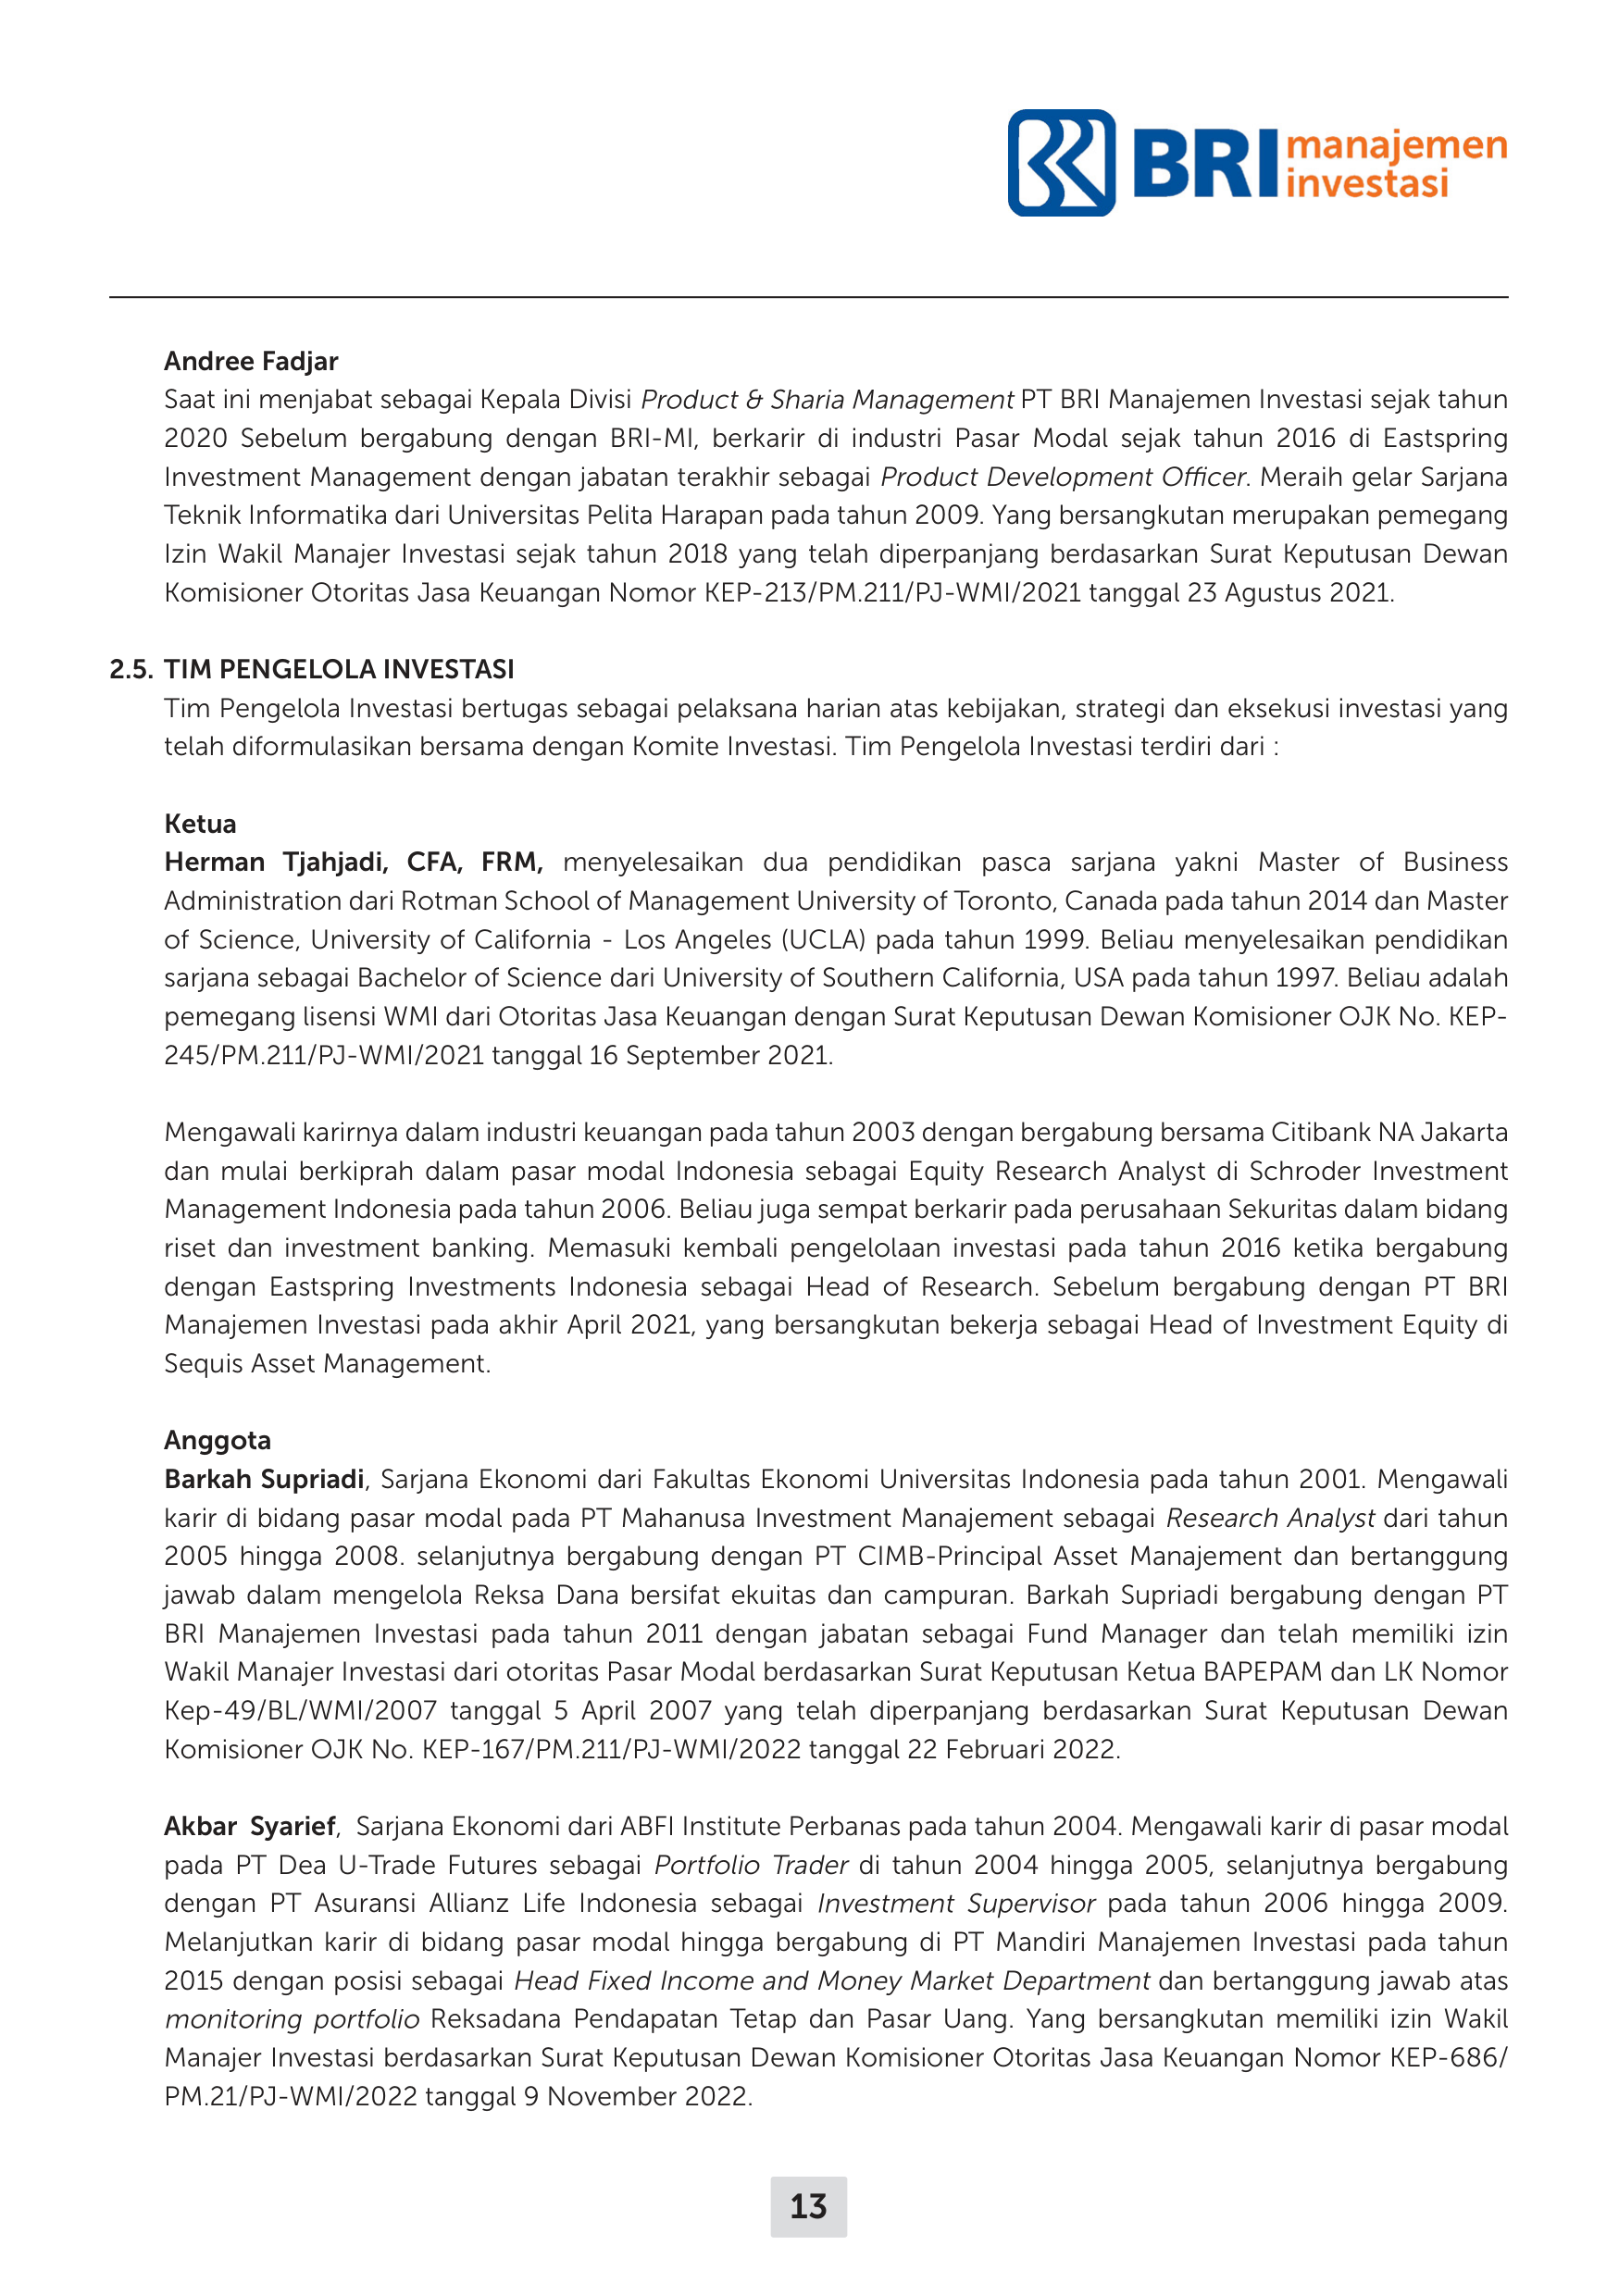 BRI manajemen
investasi
Andree Fadjar
Saat ini menjabat sebagai Kepala Divisi Product & Sharia Management PT BRI Manajemen Investasi sejak tahun
2020 Sebelum bergabung dengan BRI-MI, berkarir di industri Pasar Modal sejak tahun 2016 di Eastspring
Investment Management dengan jabatan terakhir sebagai Product Development Officer. Meraih gelar Sarjana
Teknik Informatika dari Universitas Pelita Harapan pada tahun 2009. Yang bersangkutan merupakan pemegang
Izin Wakil Manajer Investasi sejak tahun 2018 yang telah diperpanjang berdasarkan Surat Keputusan Dewan
Komisioner Otoritas Jasa Keuangan Nomor KEP-213/PM.211/PJ-WMI/2021 tanggal 23 Agustus 2021.
2.5. TIM PENGELOLA INVESTASI
Tim Pengelola Investasi bertugas sebagai pelaksana harian atas kebijakan, strategi dan eksekusi investasi yang
telah diformulasikan bersama dengan Komite Investasi. Tim Pengelola Investasi terdiri dari :
Ketua
Herman Tjahjadi, CFA, FRM, menyelesaikan dua pendidikan pasca sarjana yakni Master of Business
Administration dari Rotman School of Management University of Toronto, Canada pada tahun 2014 dan Master
of Science, University of California - Los Angeles (UCLA) pada tahun 1999. Beliau menyelesaikan pendidikan
sarjana sebagai Bachelor of Science dari University of Southern California, USA pada tahun 1997. Beliau adalah
pemegang lisensi WMI dari Otoritas Jasa Keuangan dengan Surat Keputusan Dewan Komisioner OJK No. KEP-
245/PM.211/PJ-WMI/2021 tanggal 16 September 2021.
Mengawali karirnya dalam industri keuangan pada tahun 2003 dengan bergabung bersama Citibank NA Jakarta
dan mulai berkiprah dalam pasar modal Indonesia sebagai Equity Research Analyst di Schroder Investment
Management Indonesia pada tahun 2006. Beliau juga sempat berkarir pada perusahaan Sekuritas dalam bidang
riset dan investment banking. Memasuki kembali pengelolaan investasi pada tahun 2016 ketika bergabung
dengan Eastspring Investments Indonesia sebagai Head of Research. Sebelum bergabung dengan PT BRI
Manajemen Investasi pada akhir April 2021, yang bersangkutan bekerja sebagai Head of Investment Equity di
Sequis Asset Management.
Anggota
Barkah Supriadi, Sarjana Ekonomi dari Fakultas Ekonomi Universitas Indonesia pada tahun 2001. Mengawali
karir di bidang pasar modal pada PT Mahanusa Investment Manajement sebagai Research Analyst dari tahun
2005 hingga 2008. selanjutnya bergabung dengan PT CIMB-Principal Asset Manajement dan bertanggung
jawab dalam mengelola Reksa Dana bersifat ekuitas dan campuran. Barkah Supriadi bergabung dengan PT
BRI Manajemen Investasi pada tahun 2011 dengan jabatan sebagai Fund Manager dan telah memiliki izin
Wakil Manajer Investasi dari otoritas Pasar Modal berdasarkan Surat Keputusan Ketua BAPEPAM dan LK Nomor
Kep-49/BL/WMI/2007 tanggal 5 April 2007 yang telah diperpanjang berdasarkan Surat Keputusan Dewan
Komisioner OJK No. KEP-167/PM.211/PJ-WMI/2022 tanggal 22 Februari 2022.
Akbar Syarief, Sarjana Ekonomi dari ABFI Institute Perbanas pada tahun 2004. Mengawali karir di pasar modal
pada PT Dea U-Trade Futures sebagai Portfolio Trader di tahun 2004 hingga 2005, selanjutnya bergabung
dengan PT Asuransi Allianz Life Indonesia sebagai Investment Supervisor pada tahun 2006 hingga 2009.
Melanjutkan karir di bidang pasar modal hingga bergabung di PT Mandiri Manajemen Investasi pada tahun
2015 dengan posisi sebagai Head Fixed Income and Money Market Department dan bertanggung jawab atas
monitoring portfolio Reksadana Pendapatan Tetap dan Pasar Uang. Yang bersangkutan memiliki izin Wakil
Manajer Investasi berdasarkan Surat Keputusan Dewan Komisioner Otoritas Jasa Keuangan Nomor KEP-686/
PM.21/PJ-WMI/2022 tanggal 9 November 2022.
13